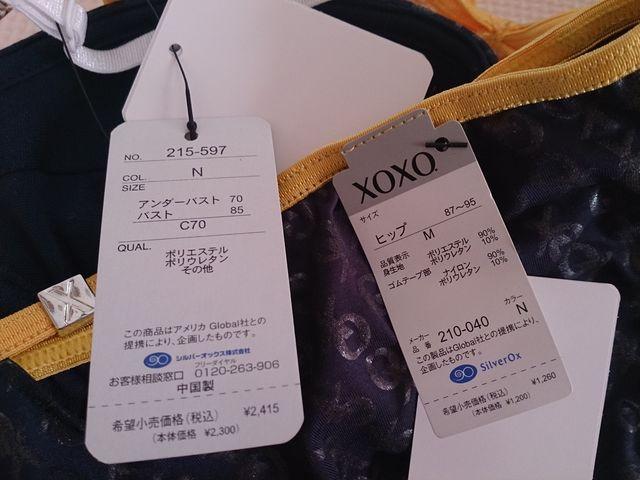 NO. 215-597
COL. N
SIZE
アンダーバスト 70
バスト 85
C70
QUAL. ポリエステル
ポリウレタン
その他
この商品はアメリカ Global社との
提携により、企画したものです。
シルバーオックス株式会社
フリーダイヤル
お客様相談窓口 0120-263-906
中国製
希望小売価格(税込) ¥2,415
(本体価格 ¥2,300)
XOXO
サイズ
ヒップ 87〜95
M
品質表示 ポリエステル 90%
身生地 ポリウレタン 10%
ゴムテープ部 ナイロン 90%
ポリウレタン 10%
メーカー カラー
品番 210-040 N
この製品はGlobal社との提携により、
企画したものです。
SilverOx
希望小売価格(税込) ¥1,260
(本体価格 ¥1,200)